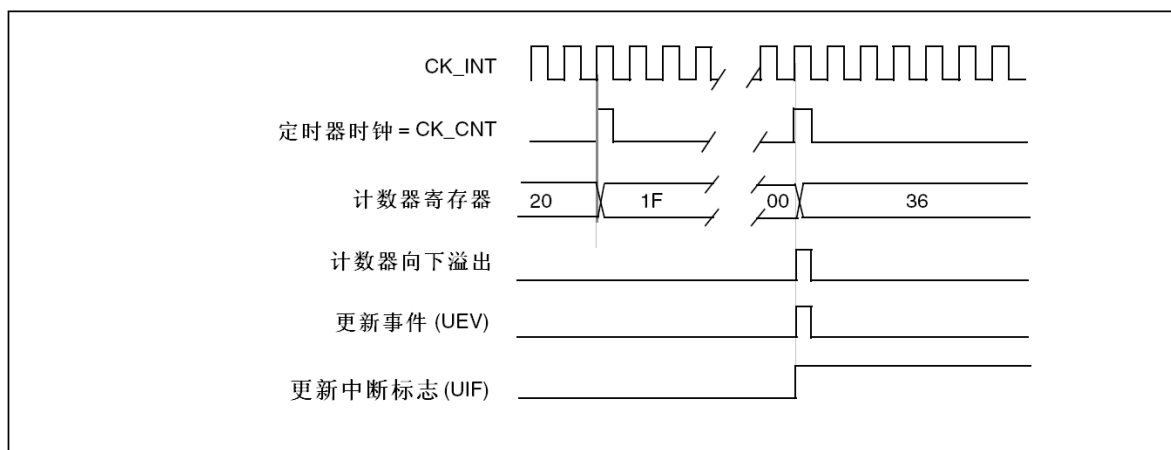 CK_INT
定时器时钟 = CK_CNT
计数器寄存器 20 1F 00 36
计数器向下溢出
更新事件 (UEV)
更新中断标志 (UIF)